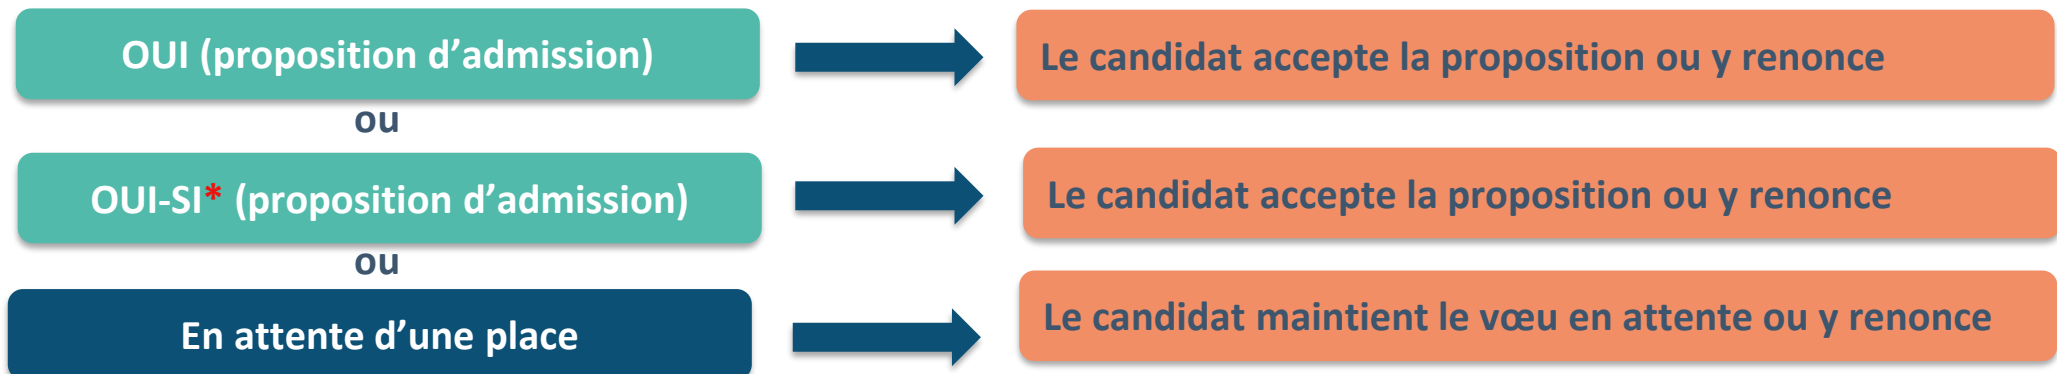 OUI (proposition d’admission)
Le candidat accepte la proposition ou y renonce
ou
OUI-SI* (proposition d’admission)
Le candidat accepte la proposition ou y renonce
ou
En attente d’une place
Le candidat maintient le vœu en attente ou y renonce